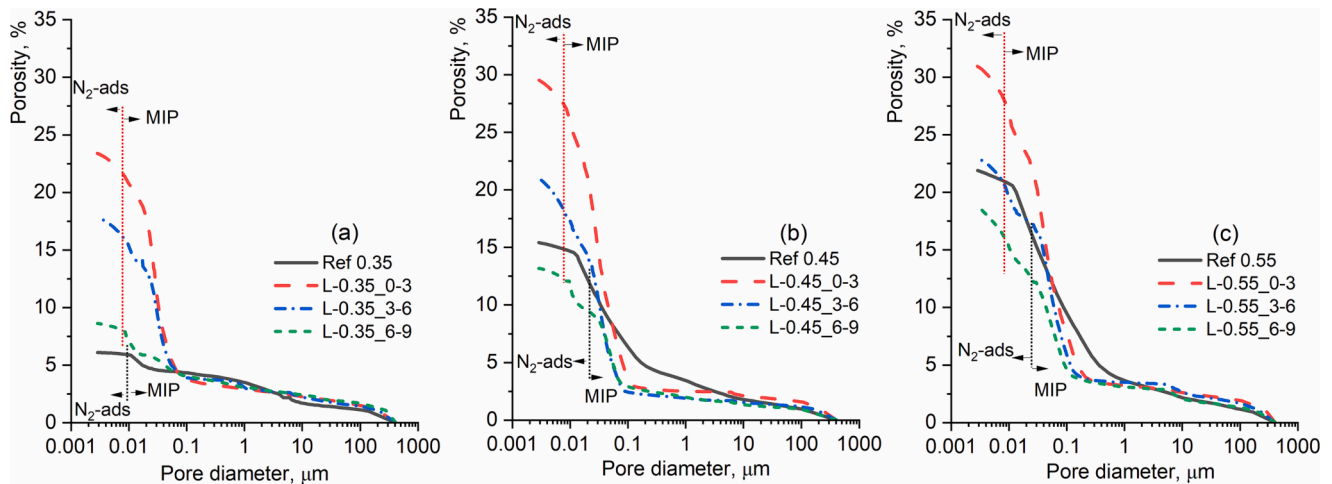 (a)
Porosity, %
35
30
25
20
15
10
5
0
N₂-ads
MIP
Ref 0.35
L-0.35_0-3
L-0.35_3-6
L-0.35_6-9
MIP
N₂-ads
0.001 0.01 0.1 1 10 100 1000
Pore diameter, μm
Porosity, %
35
30
25
20
15
10
5
0
N₂-ads
MIP
(b)
Ref 0.45
L-0.45_0-3
L-0.45_3-6
L-0.45_6-9
N₂-ads
MIP
0.001 0.01 0.1 1 10 100 1000
Pore diameter, μm
Porosity, %
35
30
25
20
15
10
5
0
N₂-ads
MIP
(c)
Ref 0.55
L-0.55_0-3
L-0.55_3-6
L-0.55_6-9
N₂-ads
MIP
0.001 0.01 0.1 1 10 100 1000
Pore diameter, μm